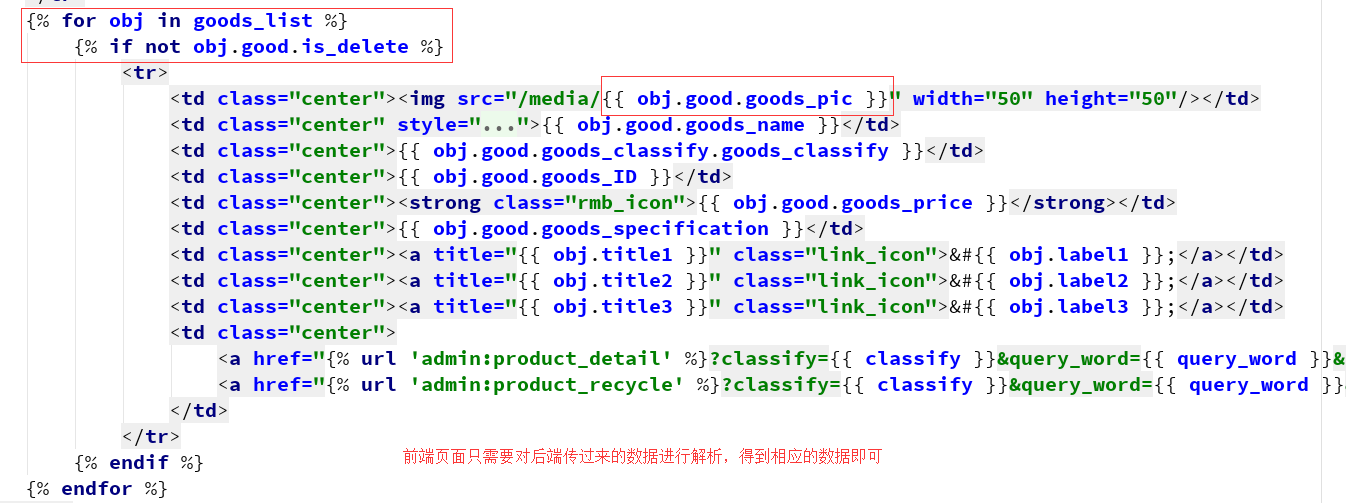 {% for obj in goods_list %}
{% if not obj.good.is_delete %}
<tr>
<td class="center"><img src="/media/{{ obj.good.goods_pic }}" width="50" height="50"/></td>
<td class="center" style="...">{{ obj.good.goods_name }}</td>
<td class="center">{{ obj.good.goods_classify.goods_classify }}</td>
<td class="center">{{ obj.good.goods_ID }}</td>
<td class="center"><strong class="rmb_icon">{{ obj.good.goods_price }}</strong></td>
<td class="center">{{ obj.good.goods_specification }}</td>
<td class="center"><a title="{{ obj.title1 }}" class="link_icon">&#{{ obj.label1 }};</a></td>
<td class="center"><a title="{{ obj.title2 }}" class="link_icon">&#{{ obj.label2 }};</a></td>
<td class="center"><a title="{{ obj.title3 }}" class="link_icon">&#{{ obj.label3 }};</a></td>
<td class="center">
<a href="{% url 'admin:product_detail' %}?classify={{ classify }}&query_word={{ query_word }}&
<a href="{% url 'admin:product_recycle' %}?classify={{ classify }}&query_word={{ query_word }}
</td>
</tr>
前端页面只需要对后端传过来的数据进行解析，得到相应的数据即可
{% endif %}
{% endfor %}